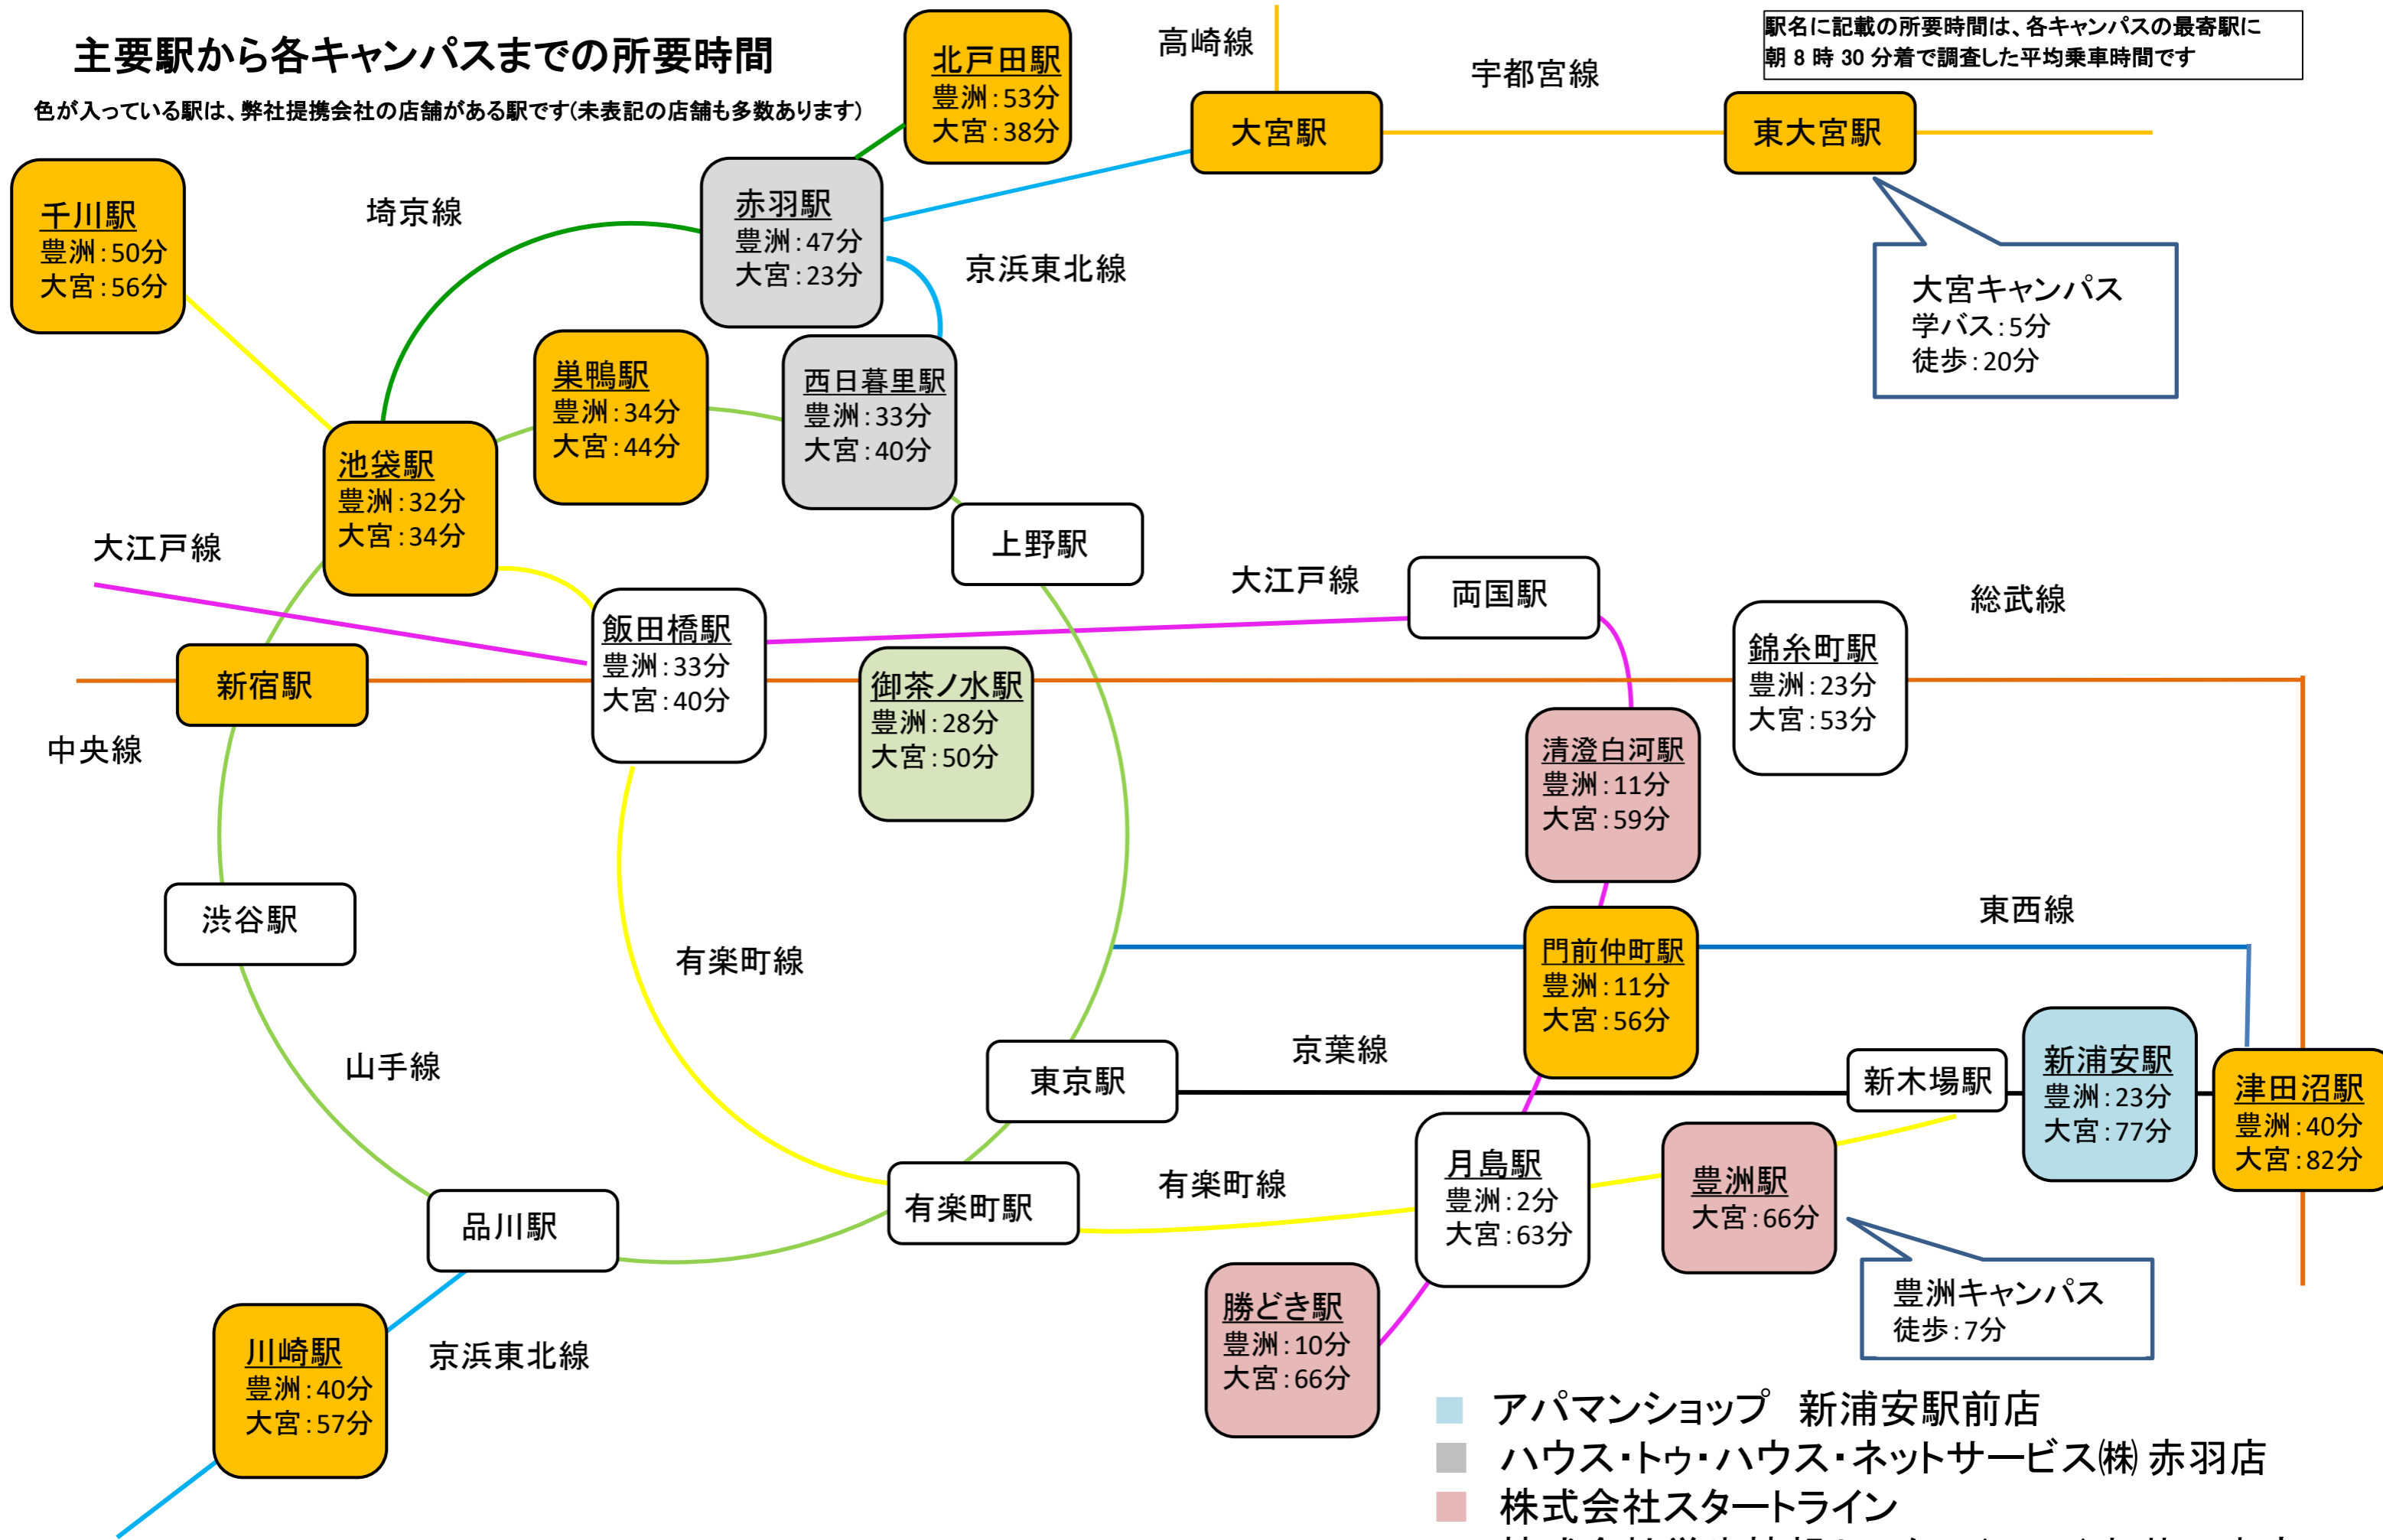 主要駅から各キャンパスまでの所要時間
色が入っている駅は、弊社提携会社の店舗がある駅です(未表記の店舗も多数あります)
駅名に記載の所要時間は、各キャンパスの最寄駅に
朝 8 時 30 分着で調査した平均乗車時間です
高崎線
宇都宮線
北戸田駅
豊洲:53分
大宮:38分
大宮駅
東大宮駅
千川駅
豊洲:50分
大宮:56分
埼京線
赤羽駅
豊洲:47分
大宮:23分
京浜東北線
大宮キャンパス
学バス:5分
徒歩:20分
巣鴨駅
豊洲:34分
大宮:44分
西日暮里駅
豊洲:33分
大宮:40分
池袋駅
豊洲:32分
大宮:34分
上野駅
大江戸線
大江戸線
両国駅
総武線
飯田橋駅
豊洲:33分
大宮:40分
錦糸町駅
豊洲:23分
大宮:53分
新宿駅
御茶ノ水駅
豊洲:28分
大宮:50分
中央線
清澄白河駅
豊洲:11分
大宮:59分
渋谷駅
東西線
有楽町線
門前仲町駅
豊洲:11分
大宮:56分
山手線
東京駅
京葉線
新木場駅
新浦安駅
豊洲:23分
大宮:77分
津田沼駅
豊洲:40分
大宮:82分
有楽町駅
有楽町線
月島駅
豊洲:2分
大宮:63分
豊洲駅
大宮:66分
品川駅
豊洲キャンパス
徒歩:7分
勝どき駅
豊洲:10分
大宮:66分
川崎駅
豊洲:40分
大宮:57分
京浜東北線
アパマンショップ 新浦安駅前店
ハウス・トゥ・ハウス・ネットサービス㈱ 赤羽店
株式会社スタートライン